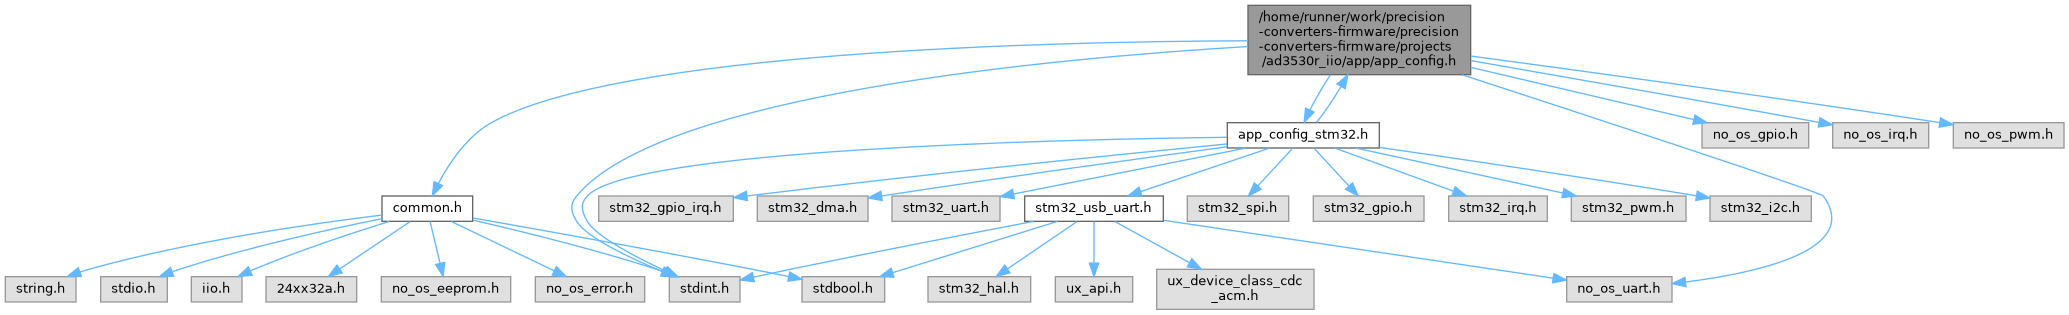 /home/runner/work/precision
-converters-firmware/precision
-converters-firmware/projects
/ad3530r_iio/app/app_config.h
app_config_stm32.h
no_os_gpio.h
no_os_irq.h
no_os_pwm.h
common.h
stm32_gpio_irq.h
stm32_dma.h
stm32_uart.h
stm32_usb_uart.h
stm32_spi.h
stm32_gpio.h
stm32_irq.h
stm32_pwm.h
stm32_i2c.h
string.h
stdio.h
iio.h
24xx32a.h
no_os_eeprom.h
no_os_error.h
stdint.h
stdbool.h
stm32_hal.h
ux_api.h
ux_device_class_cdc
_acm.h
no_os_uart.h